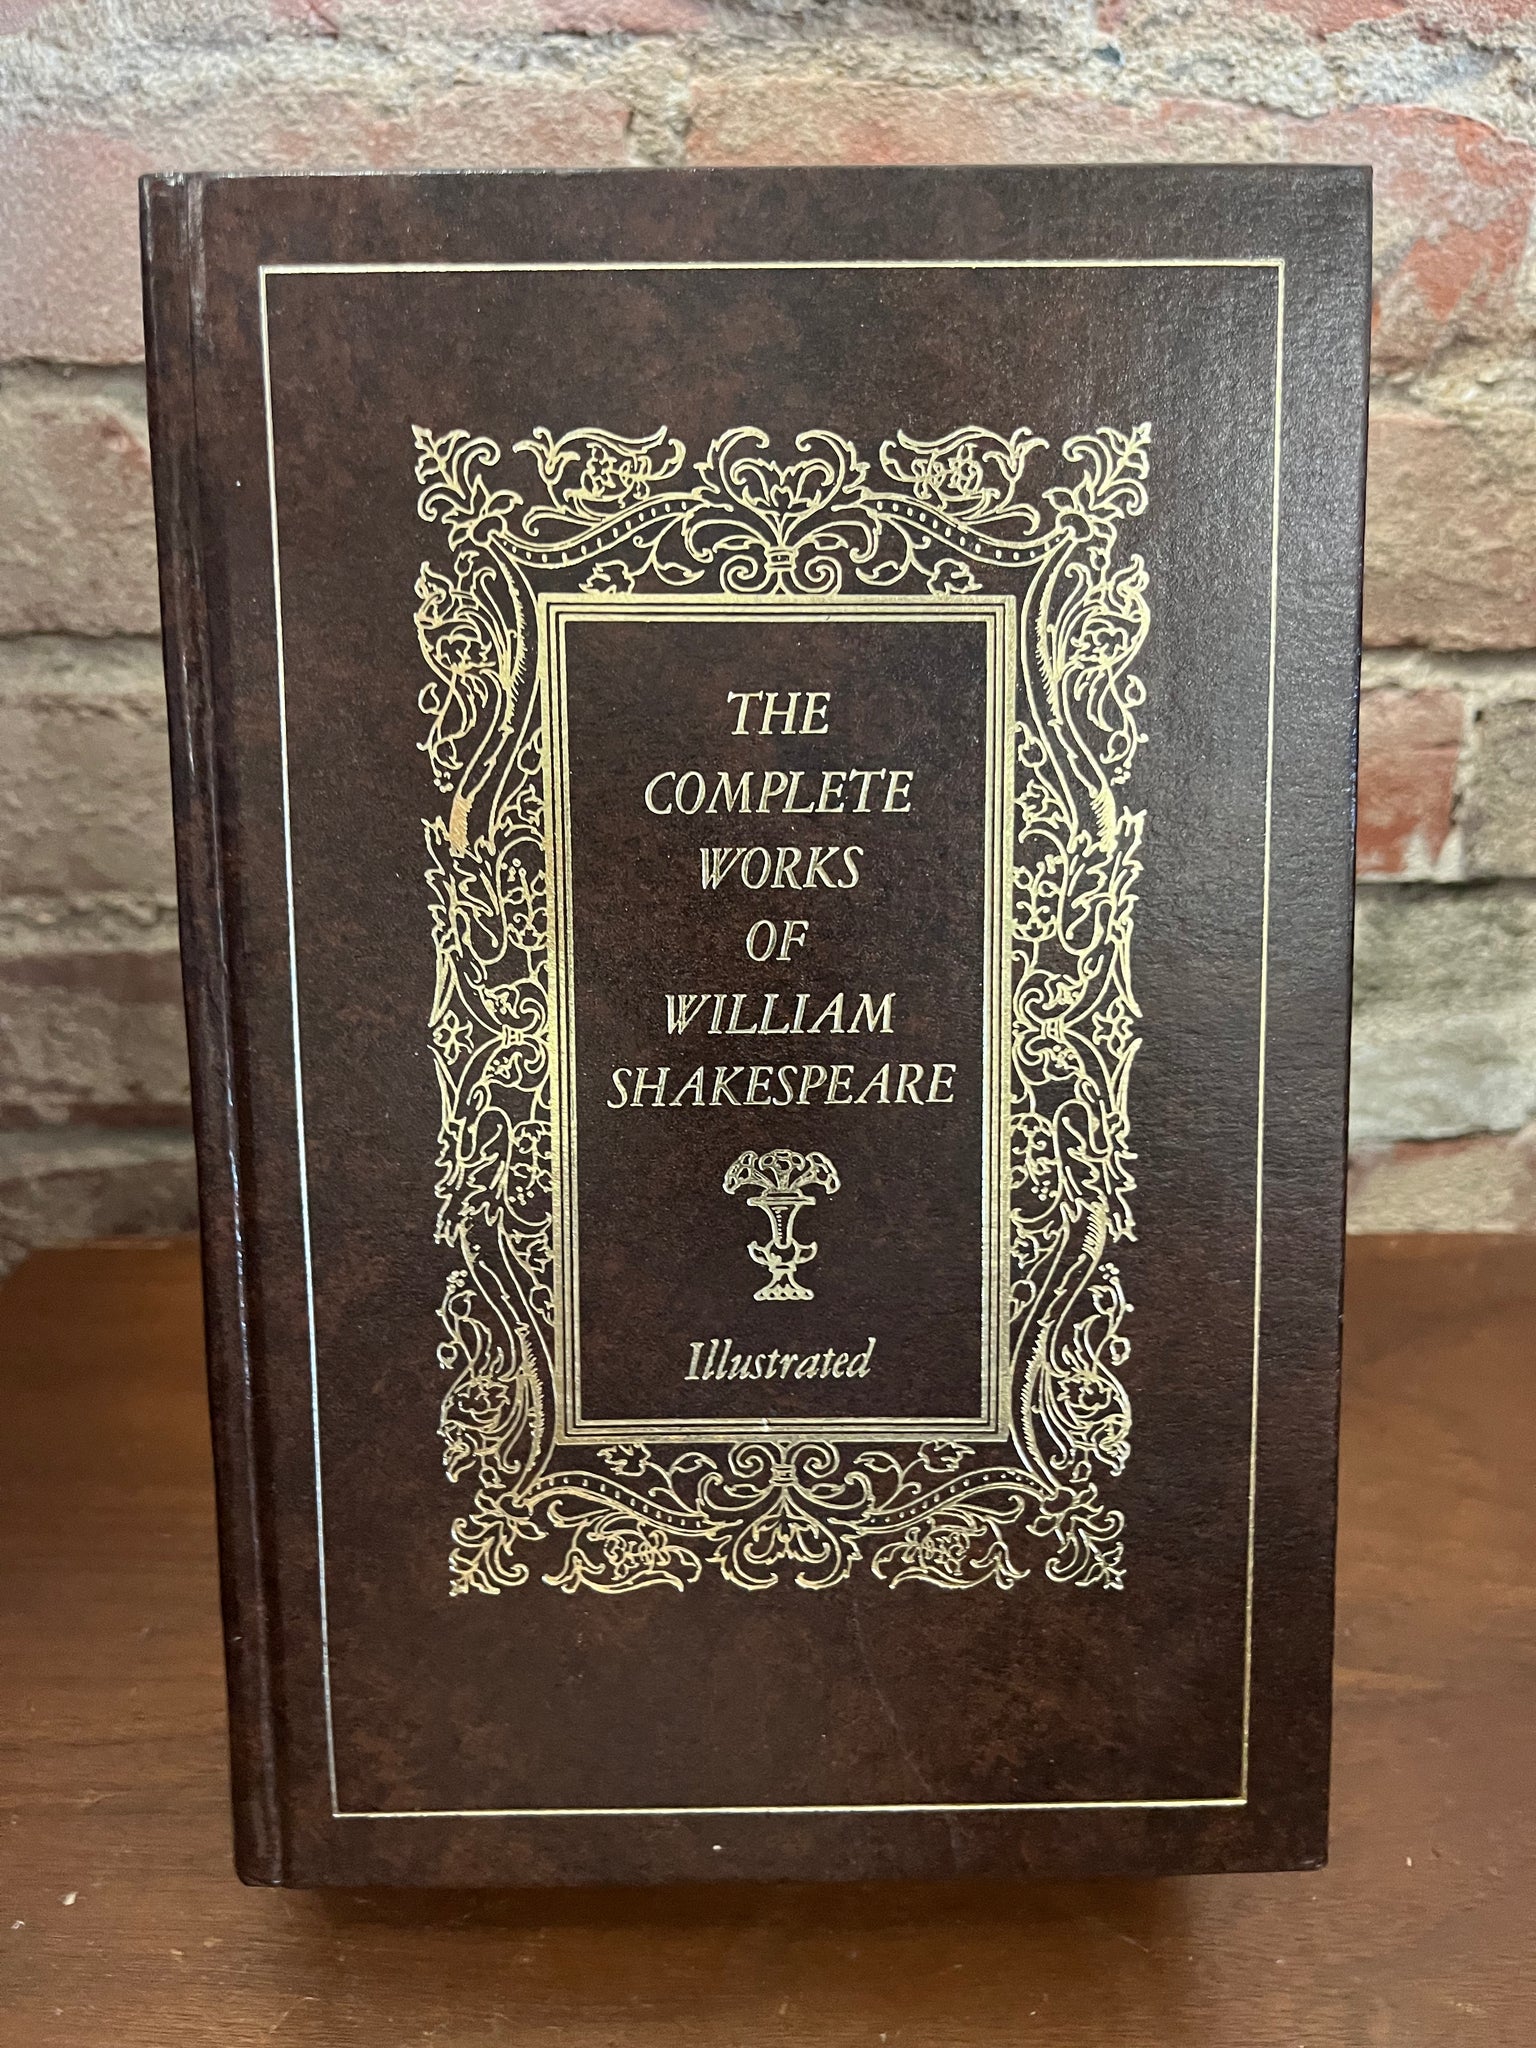 THE
COMPLETE
WORKS
OF
WILLIAM
SHAKESPEARE
Illustrated